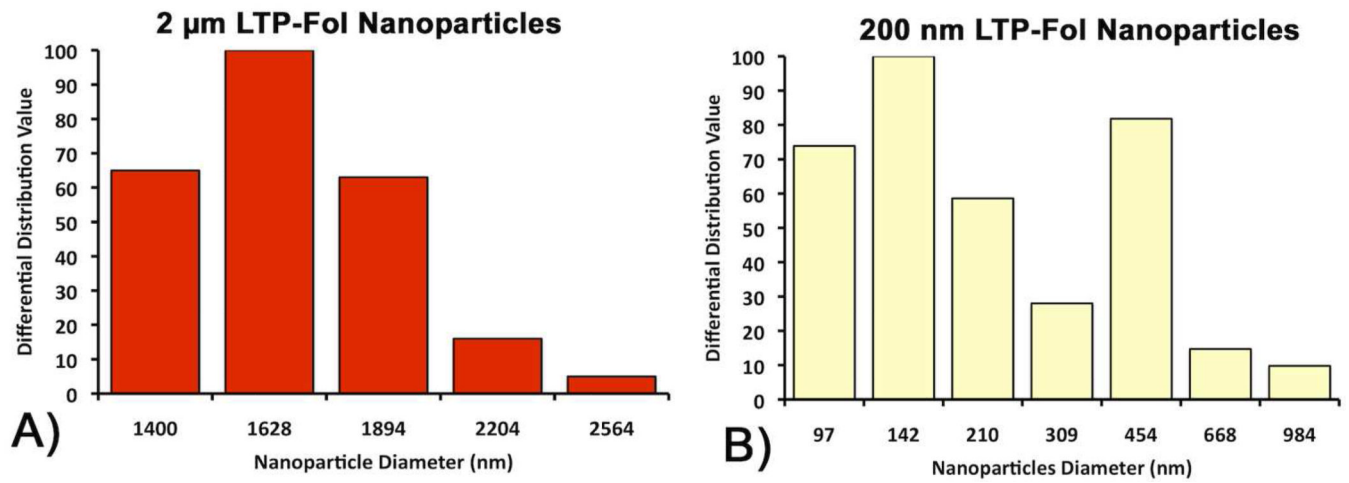 2 µm LTP-Fol Nanoparticles
Differential Distribution Value
100
90
80
70
60
50
40
30
20
10
0
1400 1628 1894 2204 2564
Nanoparticle Diameter (nm)
A)
200 nm LTP-Fol Nanoparticles
Differential Distribution Value
100
90
80
70
60
50
40
30
20
10
0
97 142 210 309 454 668 984
Nanoparticles Diameter (nm)
B)